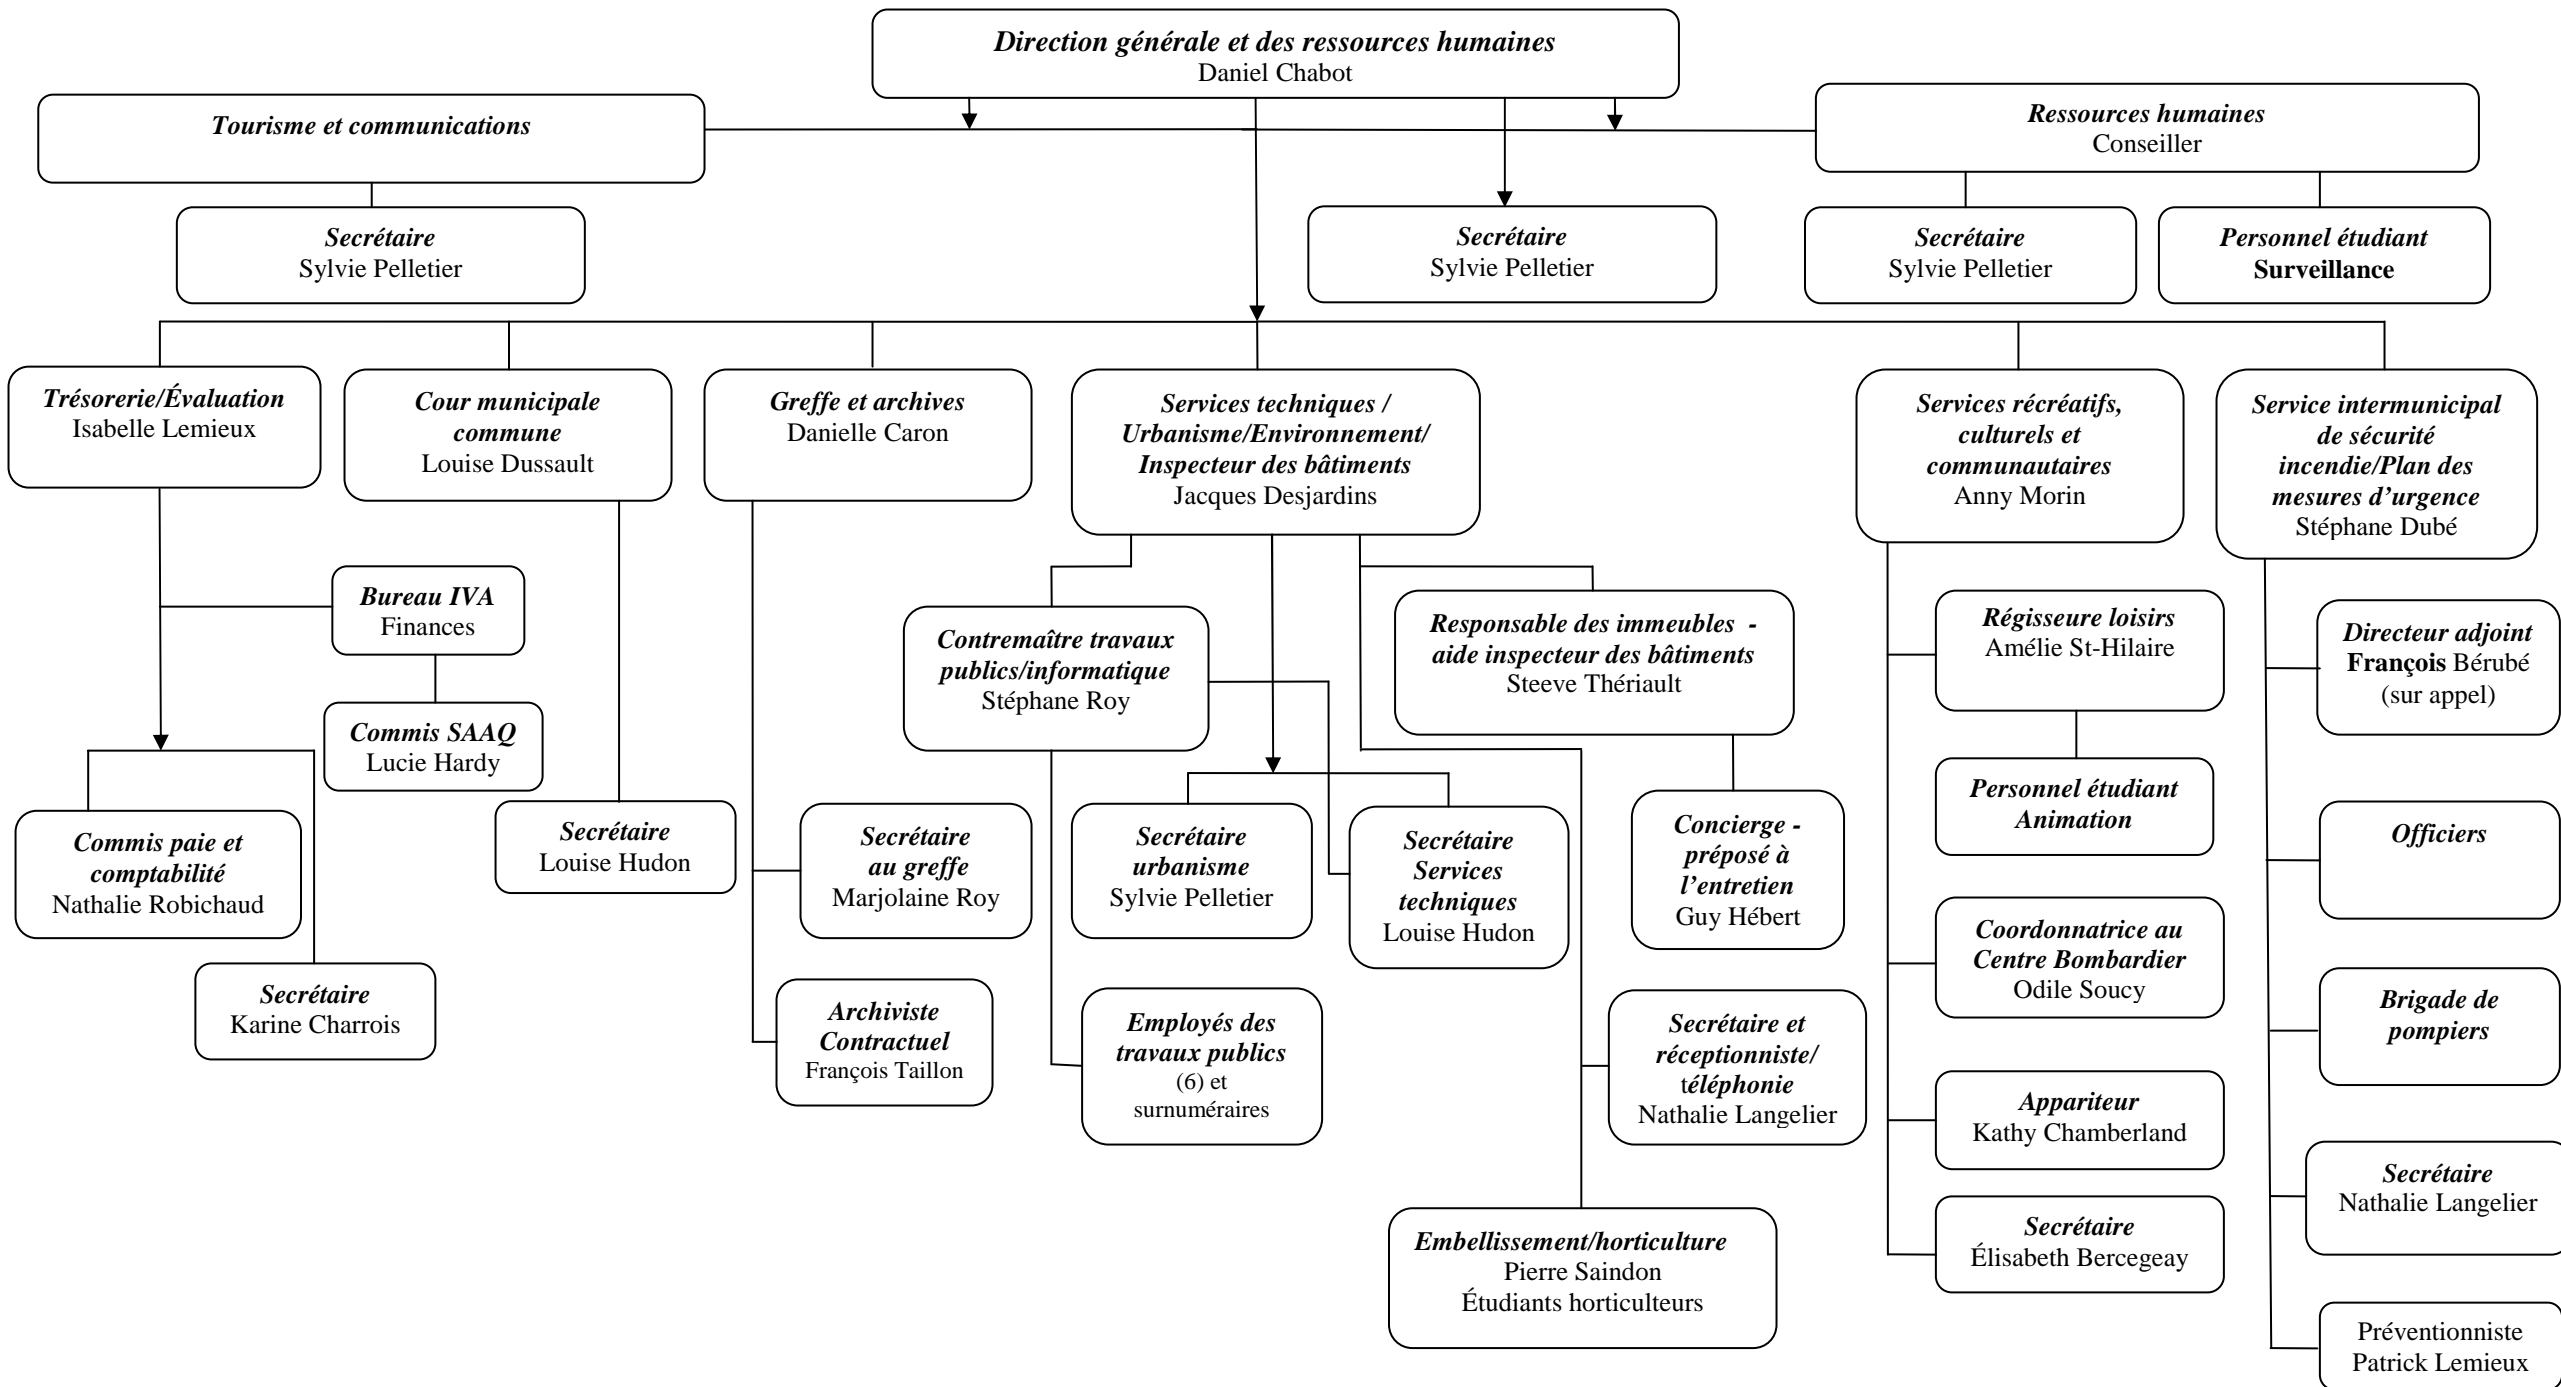 Direction générale et des ressources humaines
Daniel Chabot
Tourisme et communications
Ressources humaines
Conseiller
Secrétaire
Sylvie Pelletier
Secrétaire
Sylvie Pelletier
Secrétaire
Sylvie Pelletier
Personnel étudiant
Surveillance
Trésorerie/Évaluation
Isabelle Lemieux
Cour municipale
commune
Louise Dussault
Greffe et archives
Danielle Caron
Services techniques /
Urbanisme/Environnement/
Inspecteur des bâtiments
Jacques Desjardins
Services récréatifs,
culturels et
communautaires
Anny Morin
Service intermunicipal
de sécurité
incendie/Plan des
mesures d’urgence
Stéphane Dubé
Bureau IVA
Finances
Commis SAAQ
Lucie Hardy
Contremaître travaux
publics/informatique
Stéphane Roy
Responsable des immeubles -
aide inspecteur des bâtiments
Steeve Thériault
Régisseure loisirs
Amélie St-Hilaire
Directeur adjoint
François Bérubé
(sur appel)
Personnel étudiant
Animation
Officiers
Commis paie et
comptabilité
Nathalie Robichaud
Secrétaire
Louise Hudon
Secrétaire
au greffe
Marjolaine Roy
Secrétaire
urbanisme
Sylvie Pelletier
Secrétaire
Services
techniques
Louise Hudon
Concierge -
préposé à
l’entretien
Guy Hébert
Coordonnatrice au
Centre Bombardier
Odile Soucy
Brigade de
pompiers
Secrétaire
Karine Charrois
Archiviste
Contractuel
François Taillon
Employés des
travaux publics
(6) et
surnuméraires
Secrétaire et
réceptionniste/
téléphonie
Nathalie Langelier
Appariteur
Kathy Chamberland
Secrétaire
Nathalie Langelier
Embellissement/horticulture
Pierre Saindon
Étudiants horticulteurs
Secrétaire
Élisabeth Bercegeay
Préventionniste
Patrick Lemieux